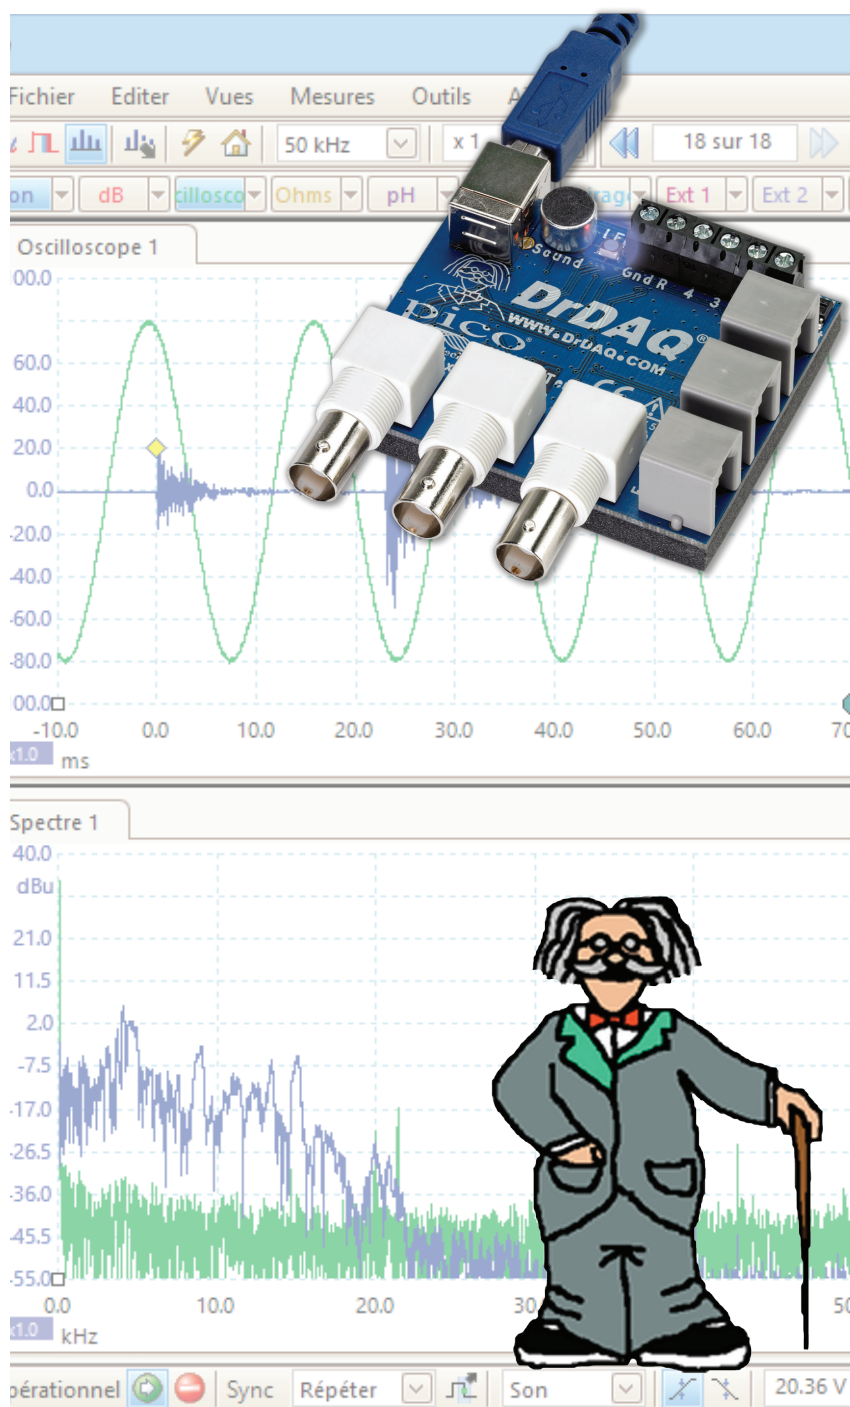 Fichier Editer Vues Mesures Outils
50 kHz x 1 18 sur 18
dB Ohms pH Ext 1 Ext 2
Oscilloscope 1
Sound
Gnd R 4 3
DrDAQ®
www.DrDAQ.com
pico
60.0
40.0
20.0
0.0
-20.0
-40.0
-60.0
-80.0
-10.0 0.0 10.0 20.0 30.0 40.0 50.0 60.0
x1.0 ms
Spectre 1
40.0
dBu
21.0
11.5
2.0
-7.5
-17.0
-26.5
-36.0
-45.5
-55.0
0.0 10.0 20.0
x1.0 kHz
Sync Répéter Son 20.36 V